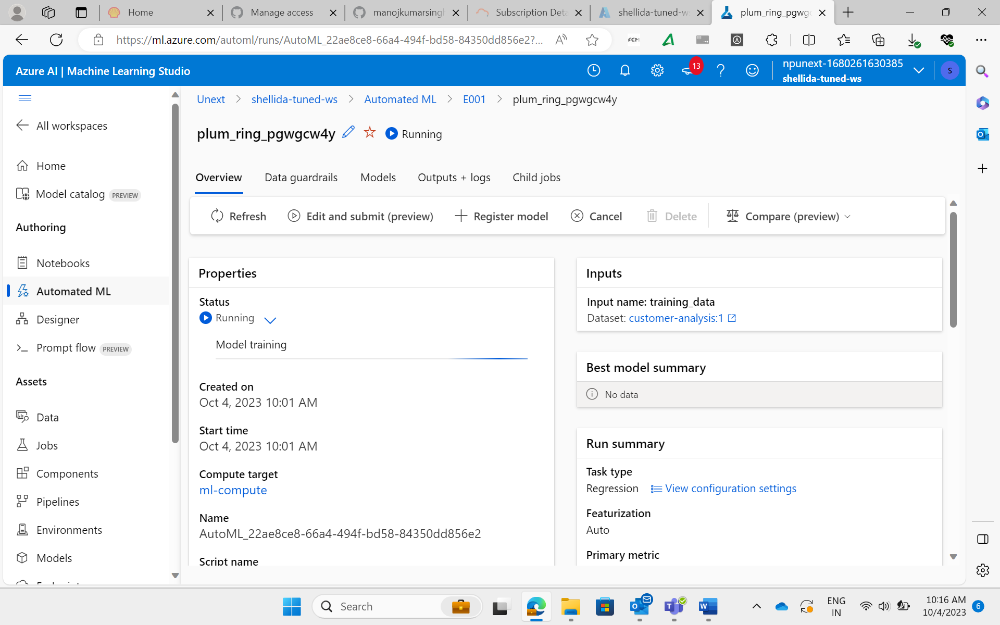 Home
Manage access
manojkumarsingh
Subscription Deta
shellida-tuned-ws
plum_ring_pgwgc
https://ml.azure.com/automl/runs/AutoML_22ae8ce8-66a4-494f-bd58-84350dd856e2?...
FCM
Azure AI | Machine Learning Studio
13
npunext-1680261630385
shellida-tuned-ws
S
All workspaces
Home
Model catalog PREVIEW
Authoring
Notebooks
Automated ML
Designer
Prompt flow PREVIEW
Assets
Data
Jobs
Components
Pipelines
Environments
Models
Unext > shellida-tuned-ws > Automated ML > E001 > plum_ring_pgwgcw4y
plum_ring_pgwgcw4y Running
Overview Data guardrails Models Outputs + logs Child jobs
Refresh Edit and submit (preview) Register model Cancel Delete Compare (preview)
Properties
Status
Running
Model training
Created on
Oct 4, 2023 10:01 AM
Start time
Oct 4, 2023 10:01 AM
Compute target
ml-compute
Name
AutoML_22ae8ce8-66a4-494f-bd58-84350dd856e2
Script name
Inputs
Input name: training_data
Dataset: customer-analysis:1
Best model summary
No data
Run summary
Task type
Regression View configuration settings
Featurization
Auto
Primary metric
Search
ENG
IN
10:16 AM
10/4/2023
6